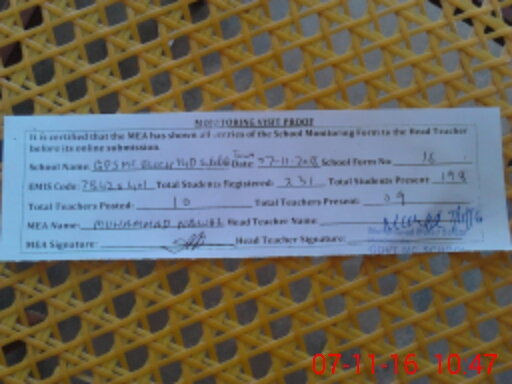 MONITORING VISIT PROOF
It is certified that the MEA has shown all entries of the School Monitoring Form to the Head Teacher
before its online submission.
School Name: Date: 07-11-2016 School Form No. 16
EMIS Code: Total Students Registered: 231 Total Students Present: 198
Total Teachers Posted: 10 Total Teachers Present: 09
MEA Name: MUHAMMAD Head Teacher Name:
MEA Signature: Head Teacher Signature:
07-11-16 10:47